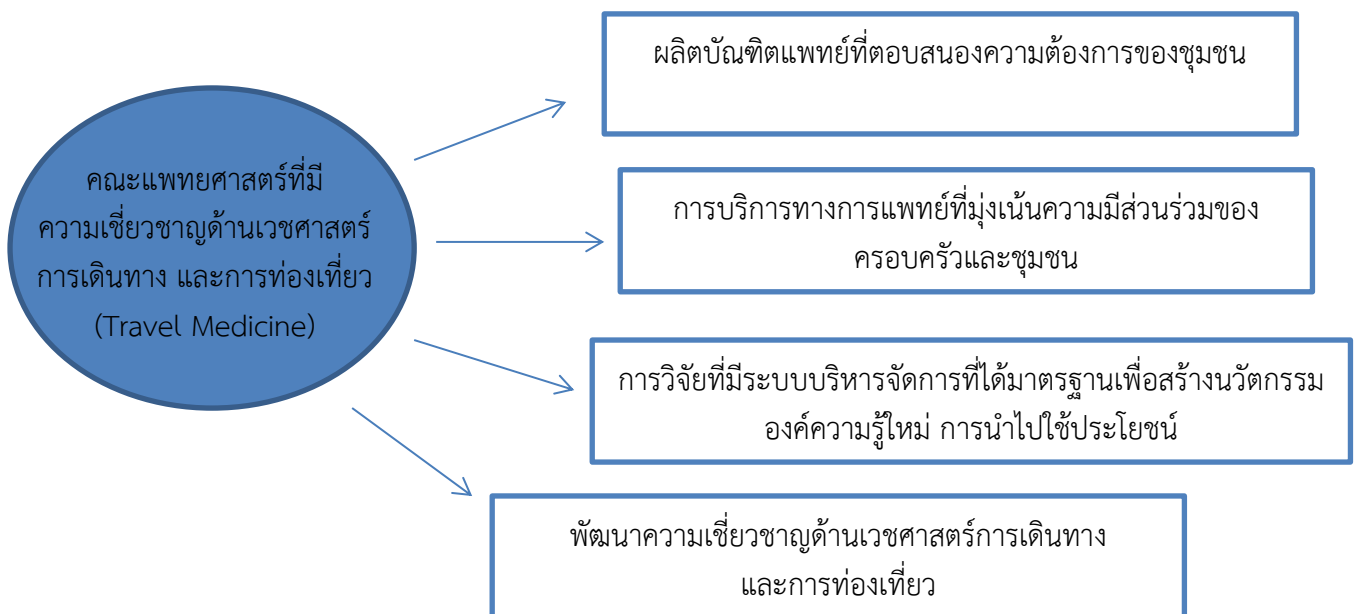 คณะแพทยศาสตร์ที่มี
ความเชี่ยวชาญด้านเวชศาสตร์
การเดินทาง และการท่องเที่ยว
(Travel Medicine)
ผลิตบัณฑิตแพทย์ที่ตอบสนองความต้องการของชุมชน
การบริการทางการแพทย์ที่มุ่งเน้นความมีส่วนร่วมของ
ครอบครัวและชุมชน
การวิจัยที่มีระบบบริหารจัดการที่ได้มาตรฐานเพื่อสร้างนวัตกรรม
องค์ความรู้ใหม่ การนำไปใช้ประโยชน์
พัฒนาความเชี่ยวชาญด้านเวชศาสตร์การเดินทาง
และการท่องเที่ยว